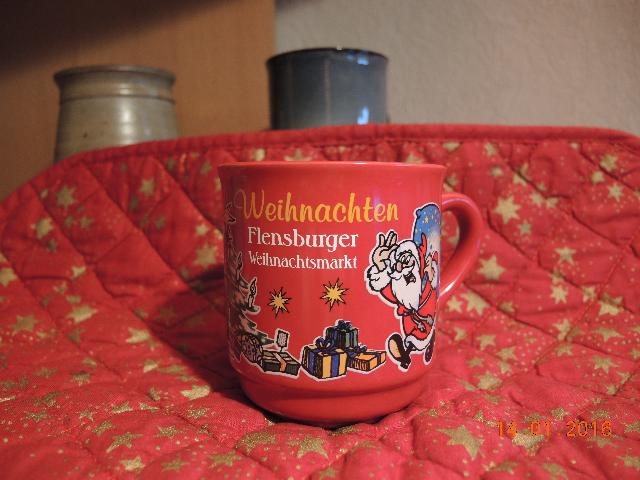 Weihnachten
Flensburger
Weihnachtsmarkt
14.01.2016